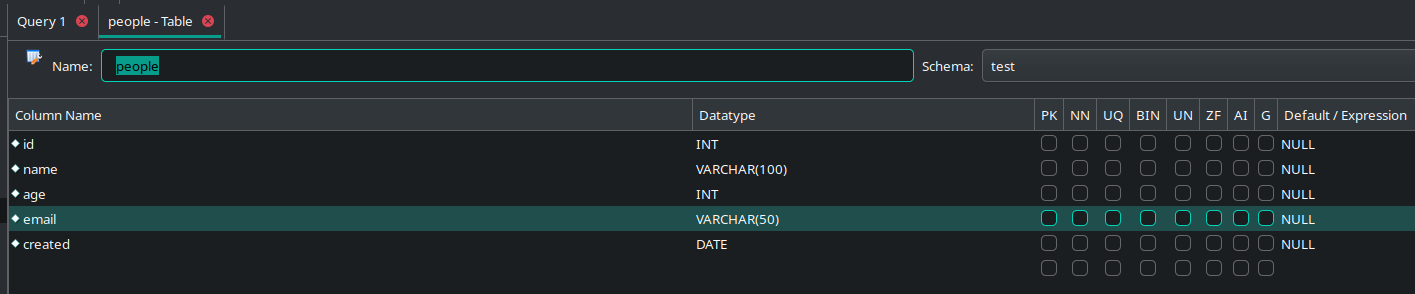 Query 1 people - Table
Name: people Schema: test
Column Name Datatype PK NN UQ BIN UN ZF AI G Default / Expression
id INT NULL
name VARCHAR(100) NULL
age INT NULL
email VARCHAR(50) NULL
created DATE NULL